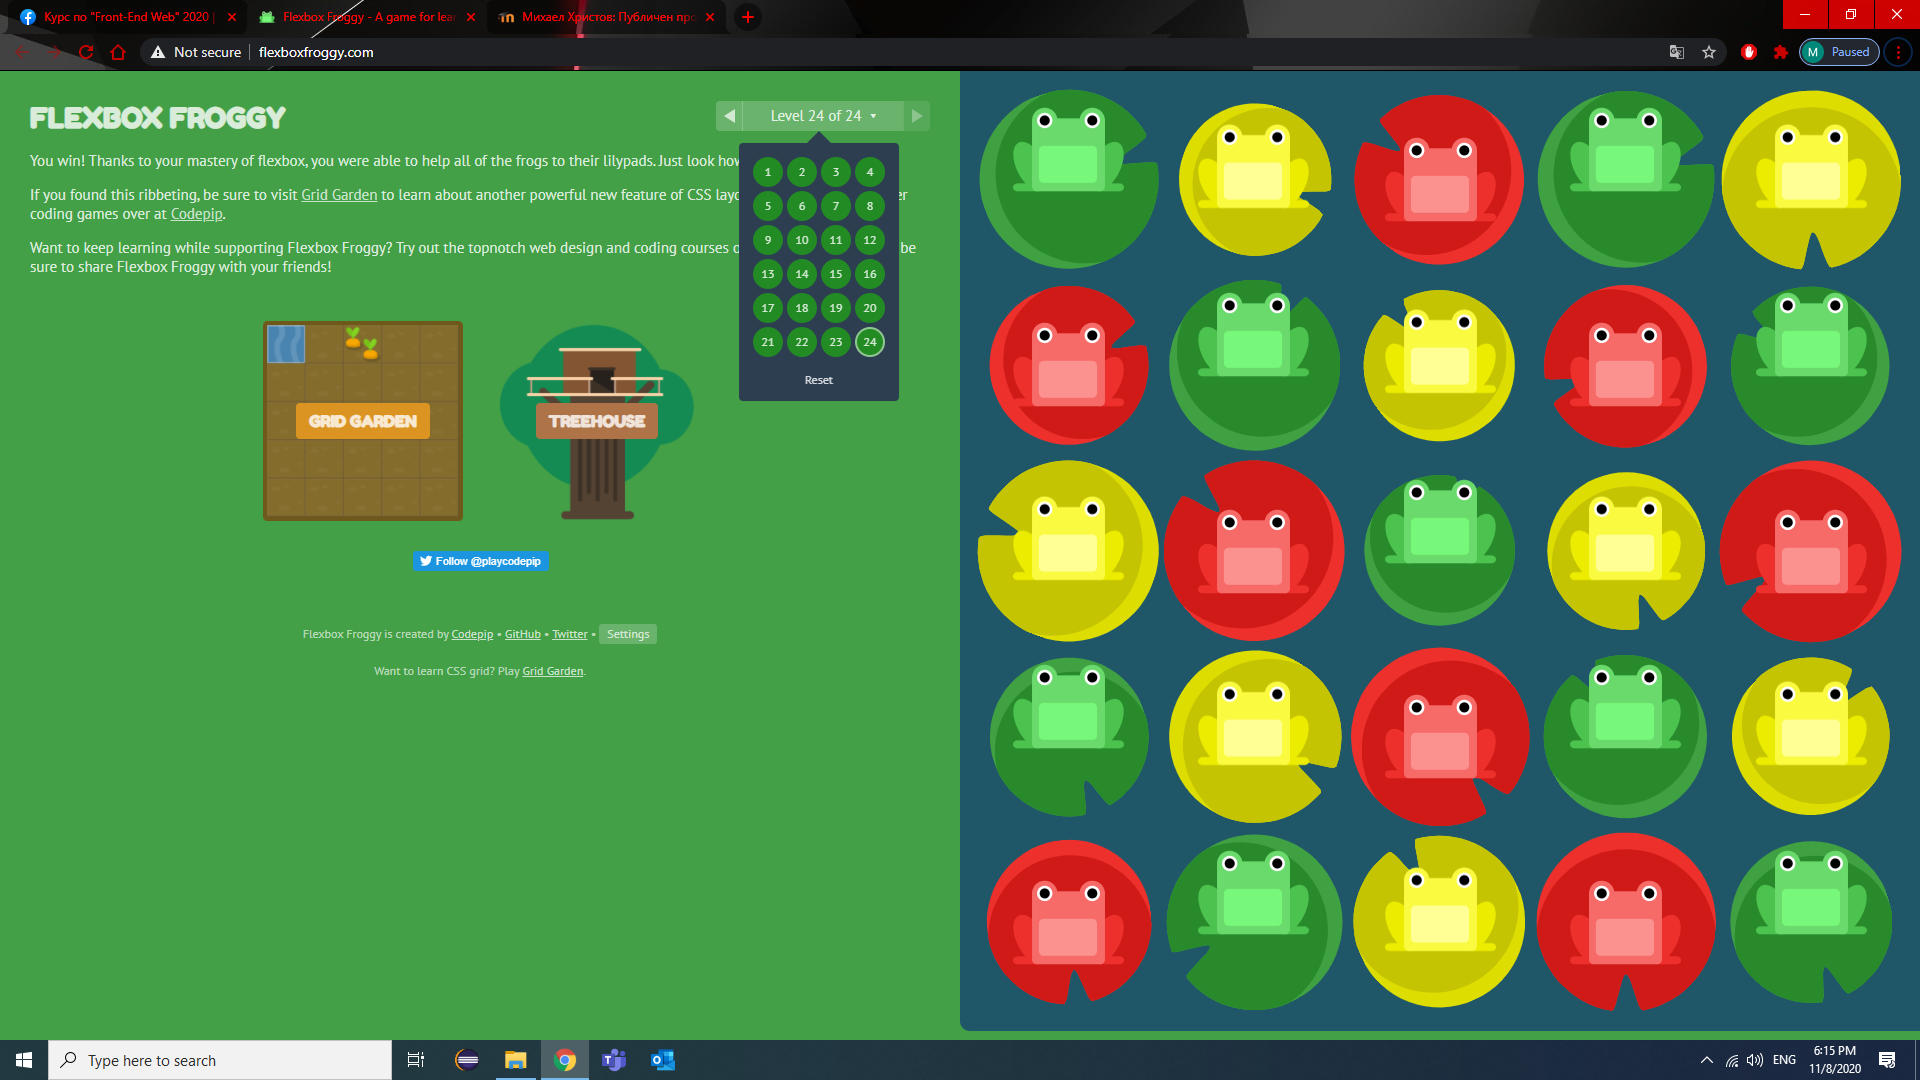 Курс по "Front-End Web" 2020 |
Flexbox Froggy - A game for lear
Михаел Христов: Публичен про
Not secure
flexboxfroggy.com
M Paused
FLEXBOX FROGGY
Level 24 of 24
You win! Thanks to your mastery of flexbox, you were able to help all of the frogs to their lilypads. Just look how
If you found this ribbeting, be sure to visit Grid Garden to learn about another powerful new feature of CSS layo er
coding games over at Codepip.
Want to keep learning while supporting Flexbox Froggy? Try out the topnotch web design and coding courses o be
sure to share Flexbox Froggy with your friends!
1 2 3 4
5 6 7 8
9 10 11 12
13 14 15 16
17 18 19 20
21 22 23 24
Reset
GRID GARDEN
TREEHOUSE
Follow @playcodepip
Flexbox Froggy is created by Codepip • GitHub • Twitter • Settings
Want to learn CSS grid? Play Grid Garden.
Type here to search
ENG
6:15 PM
11/8/2020